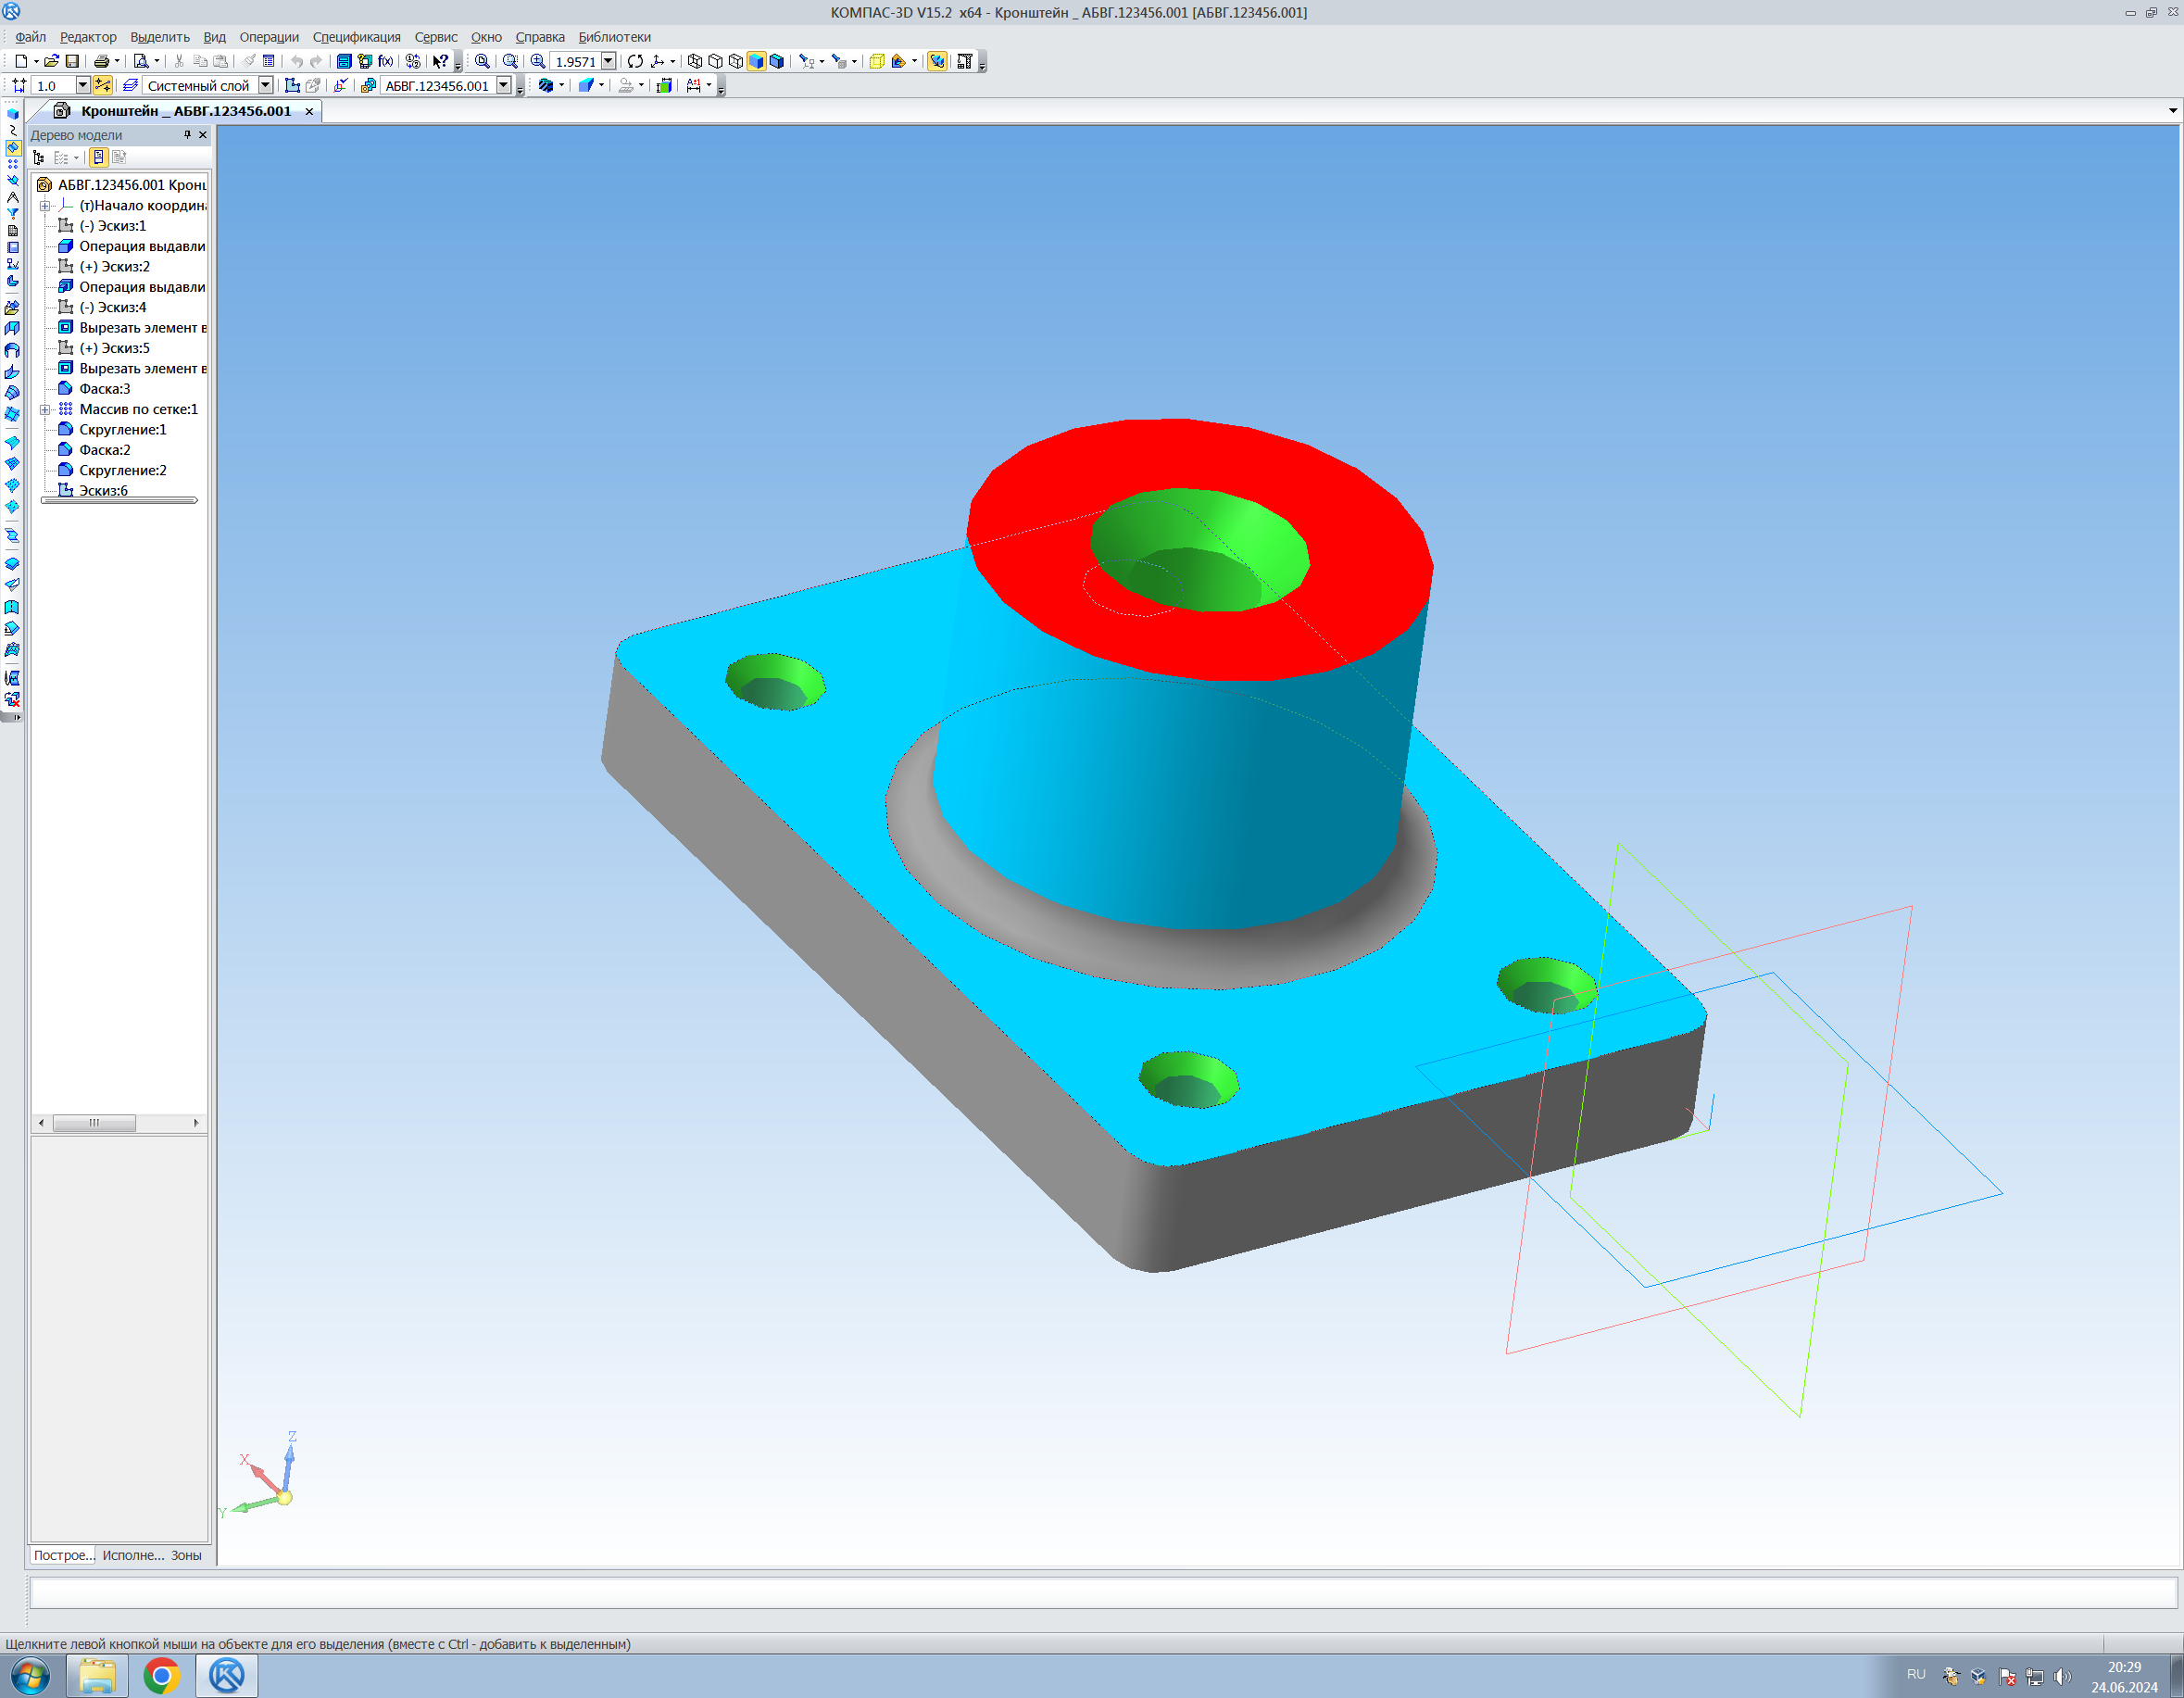 КОМПАС-3D V15.2 x64 - Кронштейн _ АБВГ.123456.001 [АБВГ.123456.001]
Файл Редактор Выделить Вид Операции Спецификация Сервис Окно Справка Библиотеки
f(x) 1.9571
1.0 Системный слой АБВГ.123456.001
Кронштейн _ АБВГ.123456.001
Дерево модели
АБВГ.123456.001 Кронц
(т)Начало координа
(-) Эскиз:1
Операция выдавли
(+) Эскиз:2
Операция выдавли
(-) Эскиз:4
Вырезать элемент в
(+) Эскиз:5
Вырезать элемент в
Фаска:3
Массив по сетке:1
Скругление:1
Фаска:2
Скругление:2
Эскиз:6
Z
X
Y
Построе... Исполне... Зоны
Щелкните левой кнопкой мыши на объекте для его выделения (вместе с Ctrl - добавить к выделенным)
RU
20:29
24.06.2024